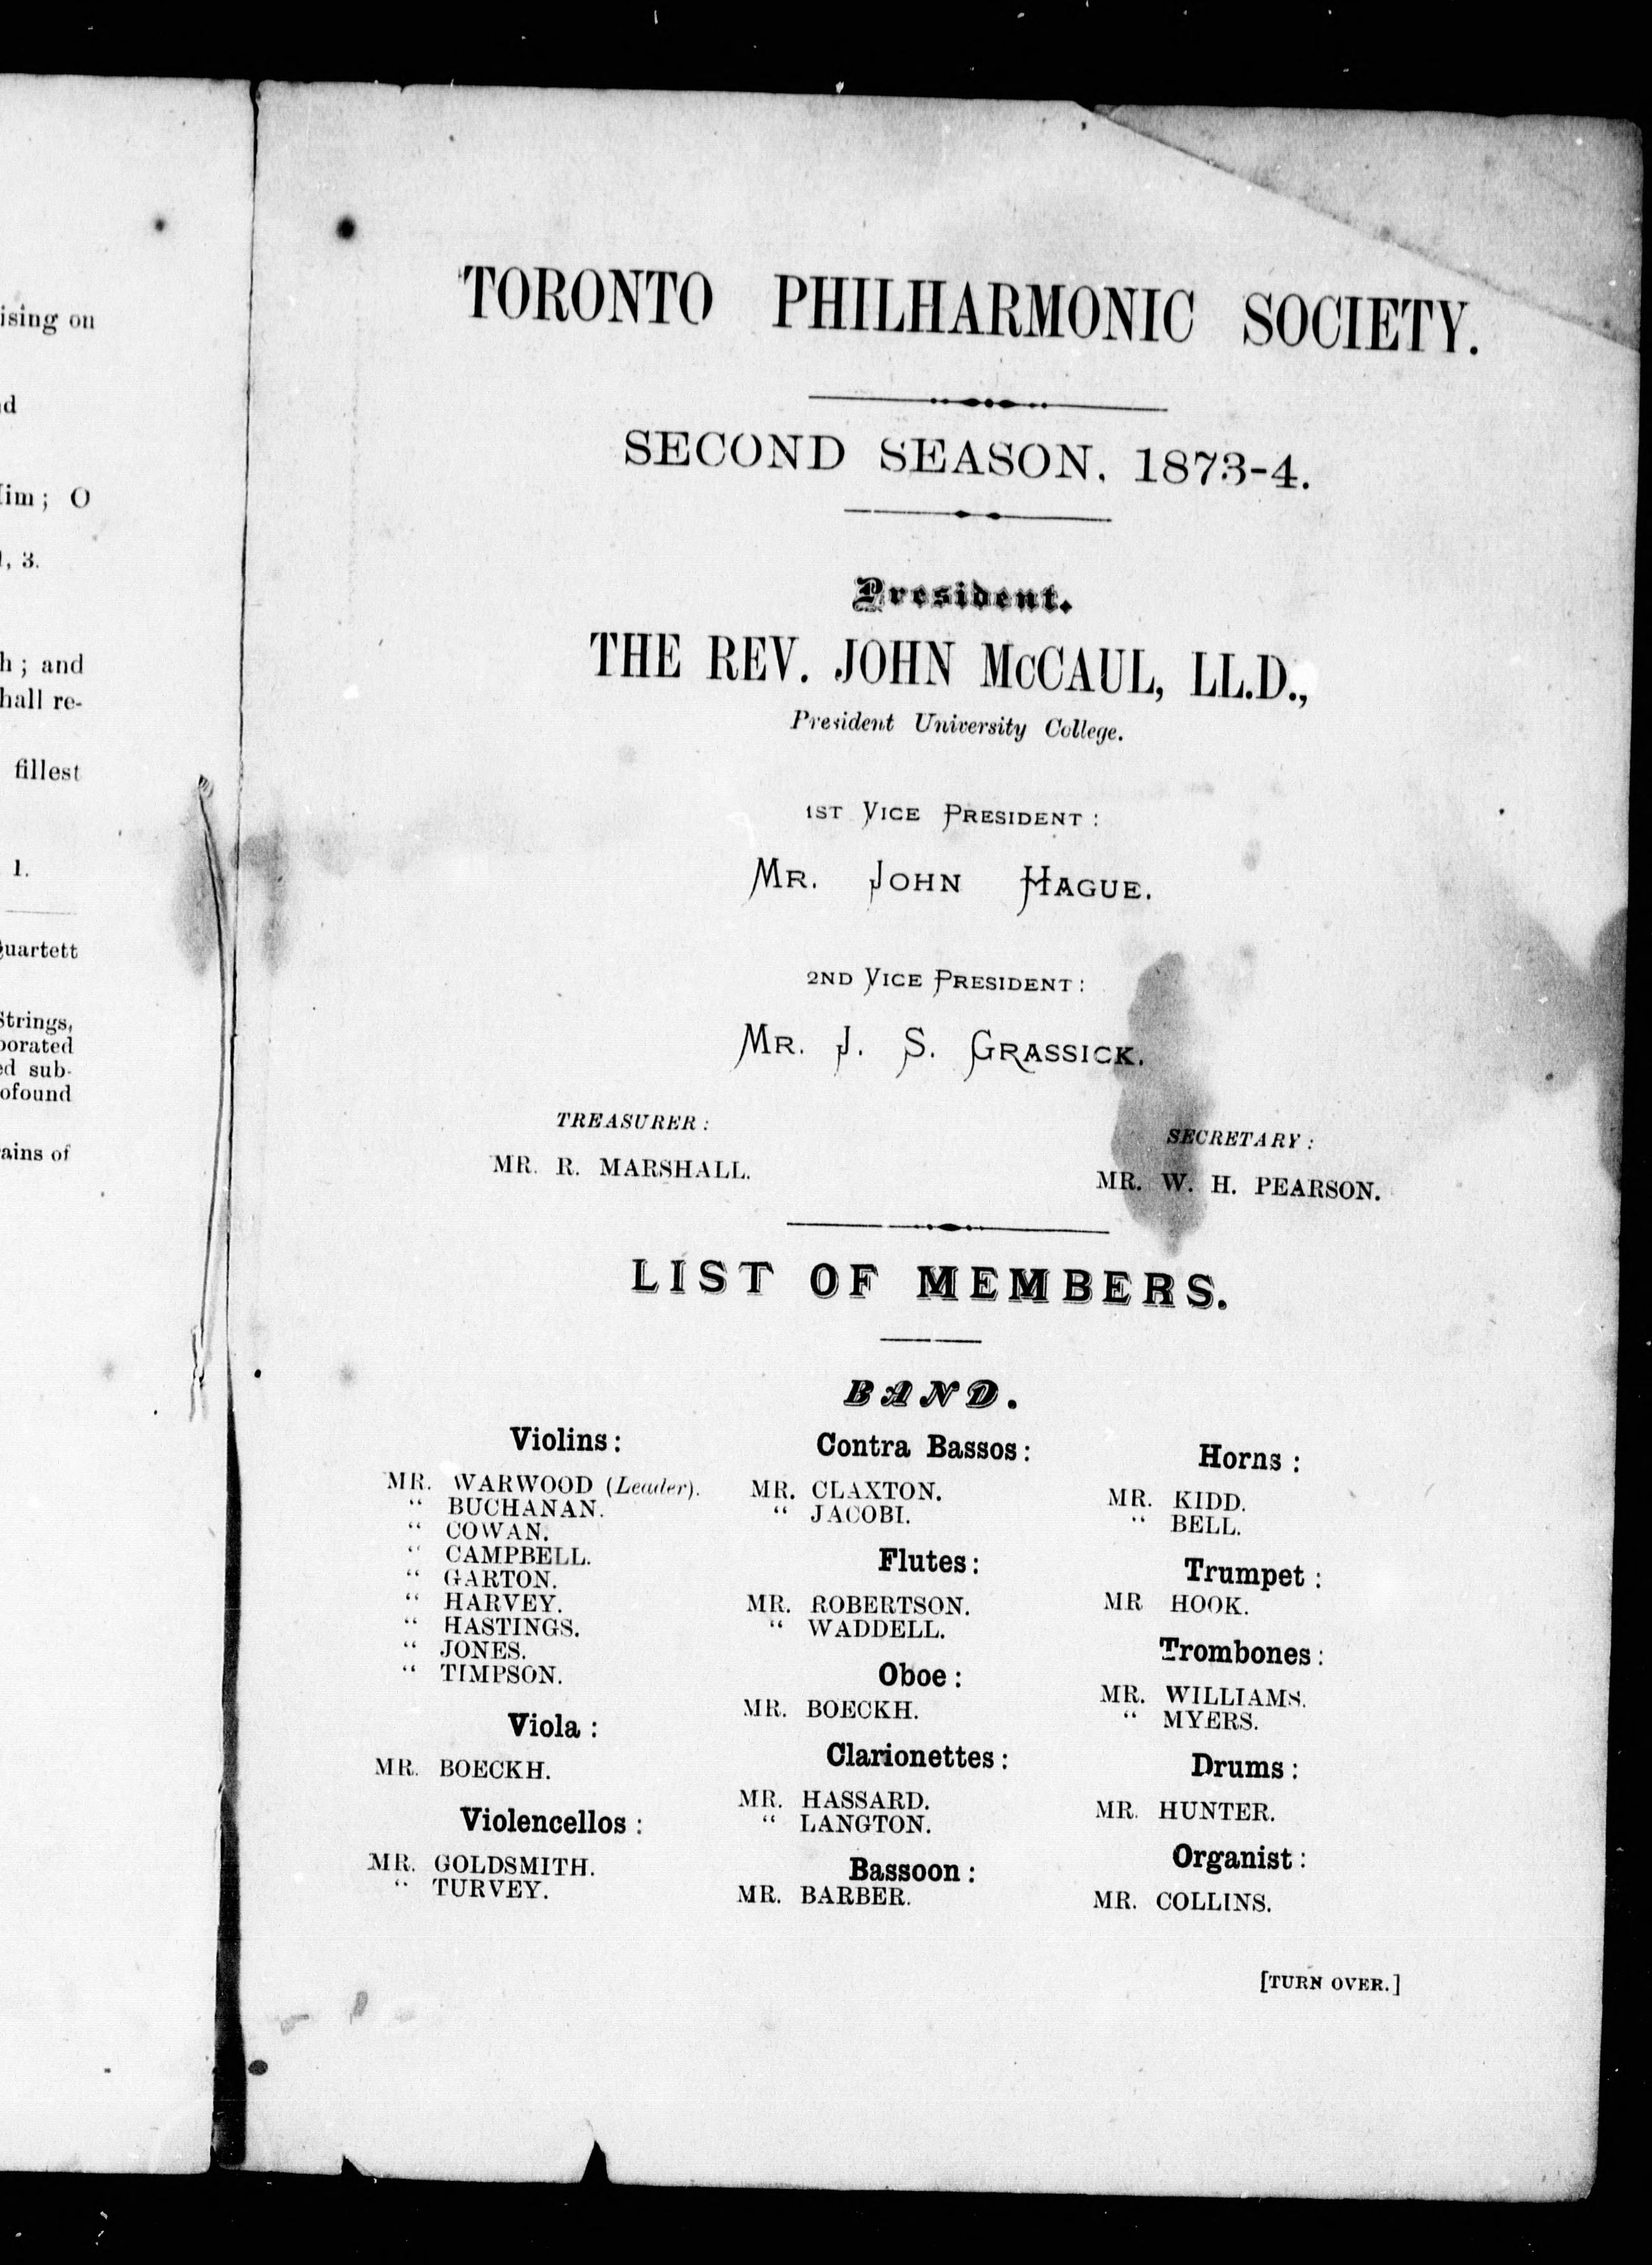 ising on
d
Him; O
1, 3.
h; and
hall re-
fillest
1.
Quartett
Strings,
porated
ed sub-
ofound
ains of
TORONTO PHILHARMONIC SOCIETY.
SECOND SEASON, 1873-4.
President.
THE REV. JOHN McCAUL, LL.D.,
President University College.
1ST VICE PRESIDENT:
MR. JOHN HAGUE.
2ND VICE PRESIDENT:
MR. J. S. GRASSICK.
TREASURER:
MR. R. MARSHALL.
SECRETARY:
MR. W. H. PEARSON.
LIST OF MEMBERS.
BAND.
Violins:
MR. WARWOOD (Leader).
" BUCHANAN.
" COWAN.
" CAMPBELL.
" GARTON.
" HARVEY.
" HASTINGS.
" JONES.
" TIMPSON.
Viola:
MR. BOECKH.
Violencellos:
MR. GOLDSMITH.
" TURVEY.
Contra Bassos:
MR. CLAXTON.
" JACOBI.
Flutes:
MR. ROBERTSON.
" WADDELL.
Oboe:
MR. BOECKH.
Clarionettes:
MR. HASSARD.
" LANGTON.
Bassoon:
MR. BARBER.
Horns:
MR. KIDD.
" BELL.
Trumpet:
MR HOOK.
Trombones:
MR. WILLIAMS.
" MYERS.
Drums:
MR. HUNTER.
Organist:
MR. COLLINS.
[TURN OVER.]